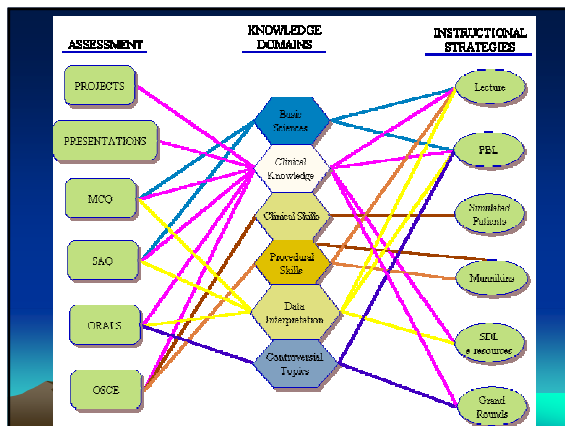 ASSESSMENT
KNOWLEDGE
DOMAINS
INSTRUCTIONAL
STRATEGIES
PROJECTS
PRESENTATIONS
MCQ
SAQ
ORALS
OSCE
Basic
Sciences
Clinical
Knowledge
Clinical Skills
Procedural
Skills
Data
Interpretation
Controversial
Topics
Lecture
PBL
Simulated
Patients
Mannikins
SDL
e resources
Grand
Rounds